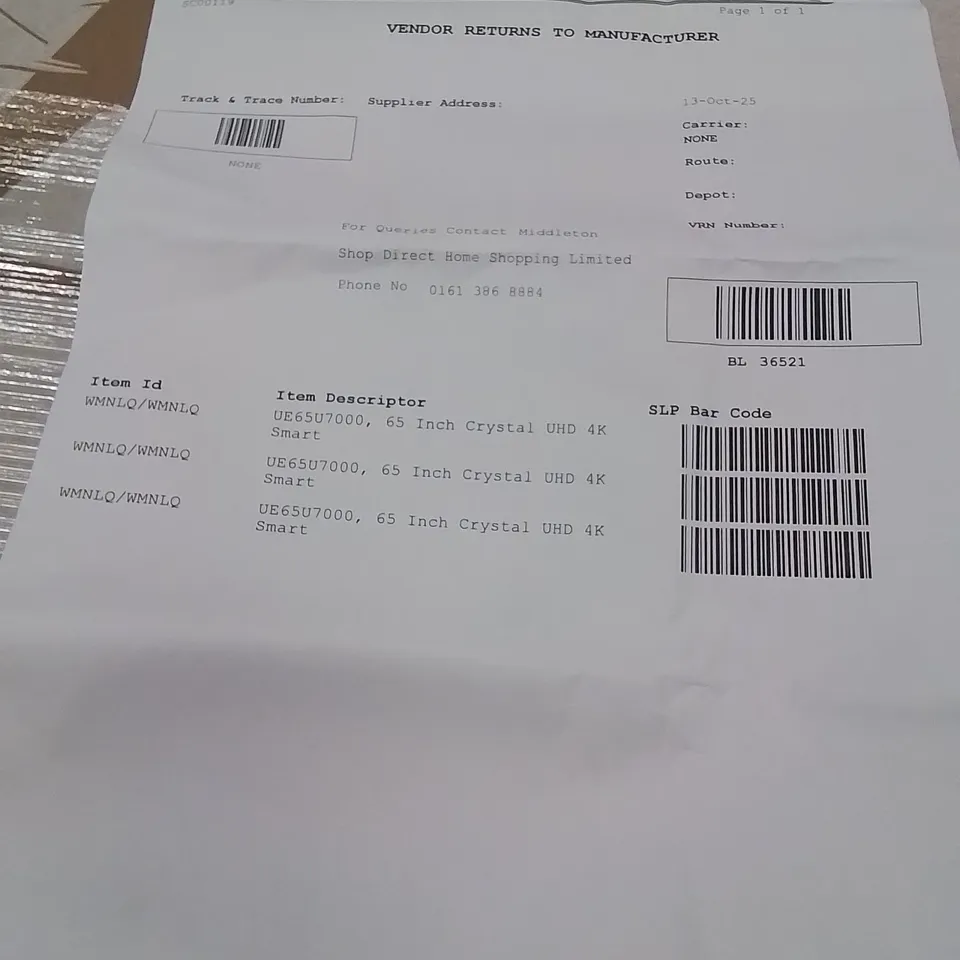 SC00119
Page 1 of 1
VENDOR RETURNS TO MANUFACTURER
Track & Trace Number: Supplier Address: 13-Oct-25
NONE
Carrier:
NONE
Route:
Depot:
VRN Number:
For Queries Contact Middleton
Shop Direct Home Shopping Limited
Phone No 0161 386 8884
BL 36521
Item Id Item Descriptor SLP Bar Code
WMNLQ/WMNLQ UE65U7000, 65 Inch Crystal UHD 4K
Smart
WMNLQ/WMNLQ UE65U7000, 65 Inch Crystal UHD 4K
Smart
WMNLQ/WMNLQ UE65U7000, 65 Inch Crystal UHD 4K
Smart